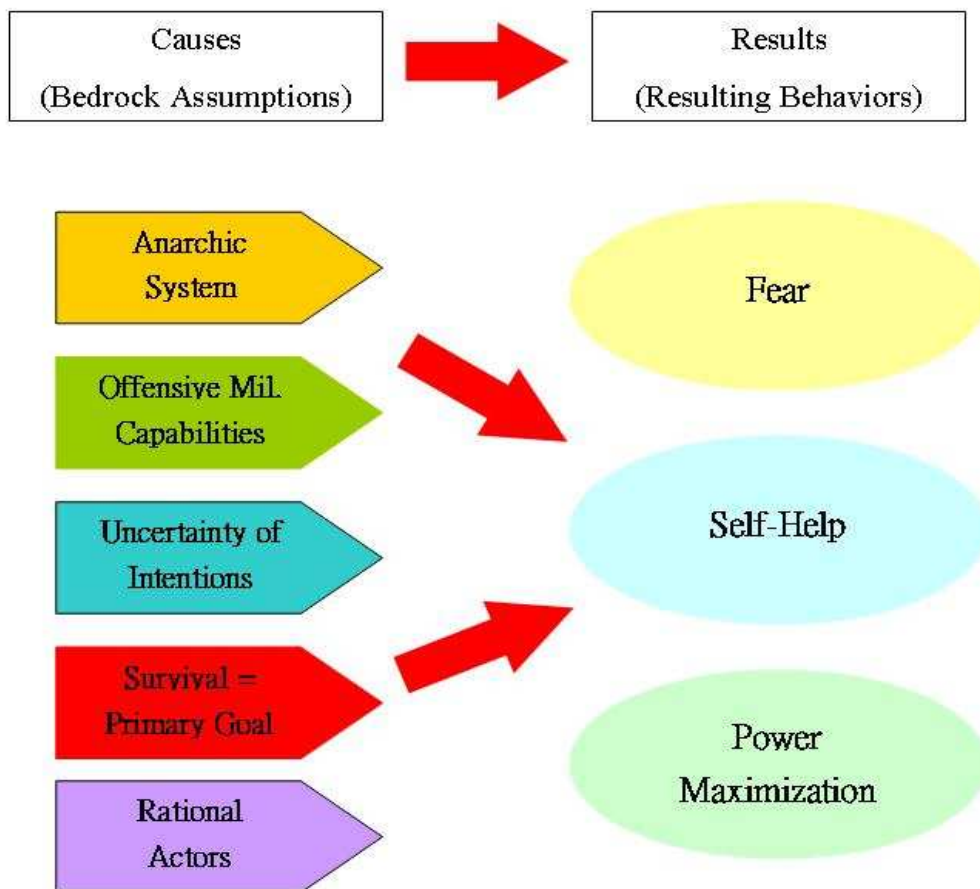 Causes
(Bedrock Assumptions)
Results
(Resulting Behaviors)
Anarchic
System
Offensive Mil.
Capabilities
Uncertainty of
Intentions
Survival =
Primary Goal
Rational
Actors
Fear
Self-Help
Power
Maximization